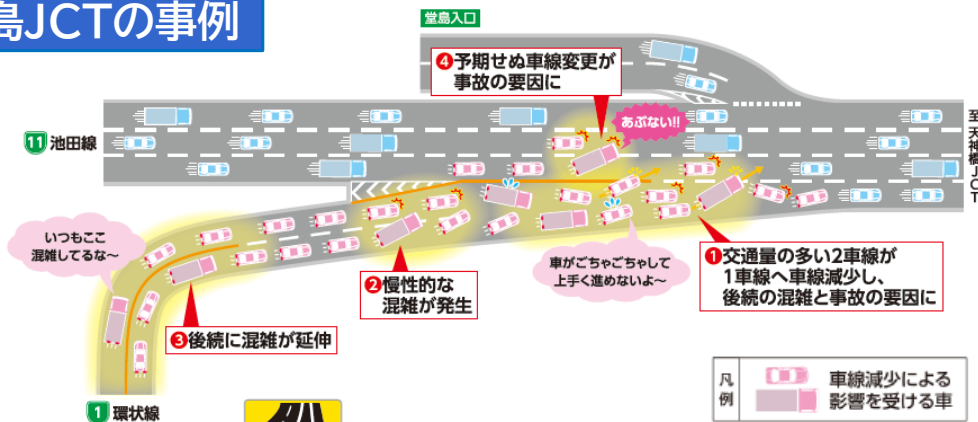 島JCTの事例
堂島入口
❹予期せぬ車線変更が
事故の要因に
あぶない!!
11 池田線
至天神橋JCT
いつもここ
混雑してるな〜
❷慢性的な
混雑が発生
車がごちゃごちゃして
上手く進めないよ〜
❶交通量の多い2車線が
1車線へ車線減少し、
後続の混雑と事故の要因に
❸後続に混雑が延伸
1 環状線
凡例
車線減少による
影響を受ける車